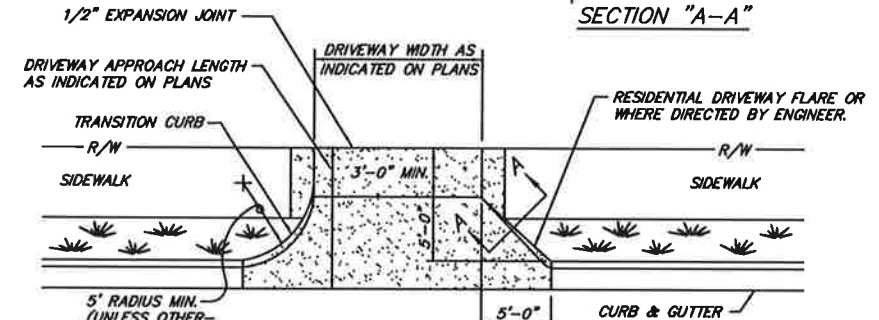 1/2" EXPANSION JOINT
SECTION "A-A"
DRIVEWAY WIDTH AS
INDICATED ON PLANS
DRIVEWAY APPROACH LENGTH
AS INDICATED ON PLANS
RESIDENTIAL DRIVEWAY FLARE OR
WHERE DIRECTED BY ENGINEER.
TRANSITION CURB
R/W
R/W
SIDEWALK
3'-0" MIN.
A
SIDEWALK
A
5'-0"
5' RADIUS MIN.
(UNLESS OTHER-
5'-0"
CURB & GUTTER